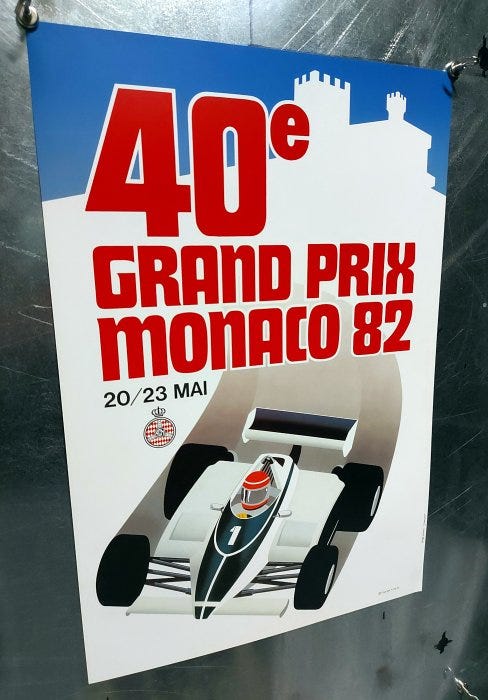 40e
GRAND PRIX
MONACO 82
20/23 MAI
1